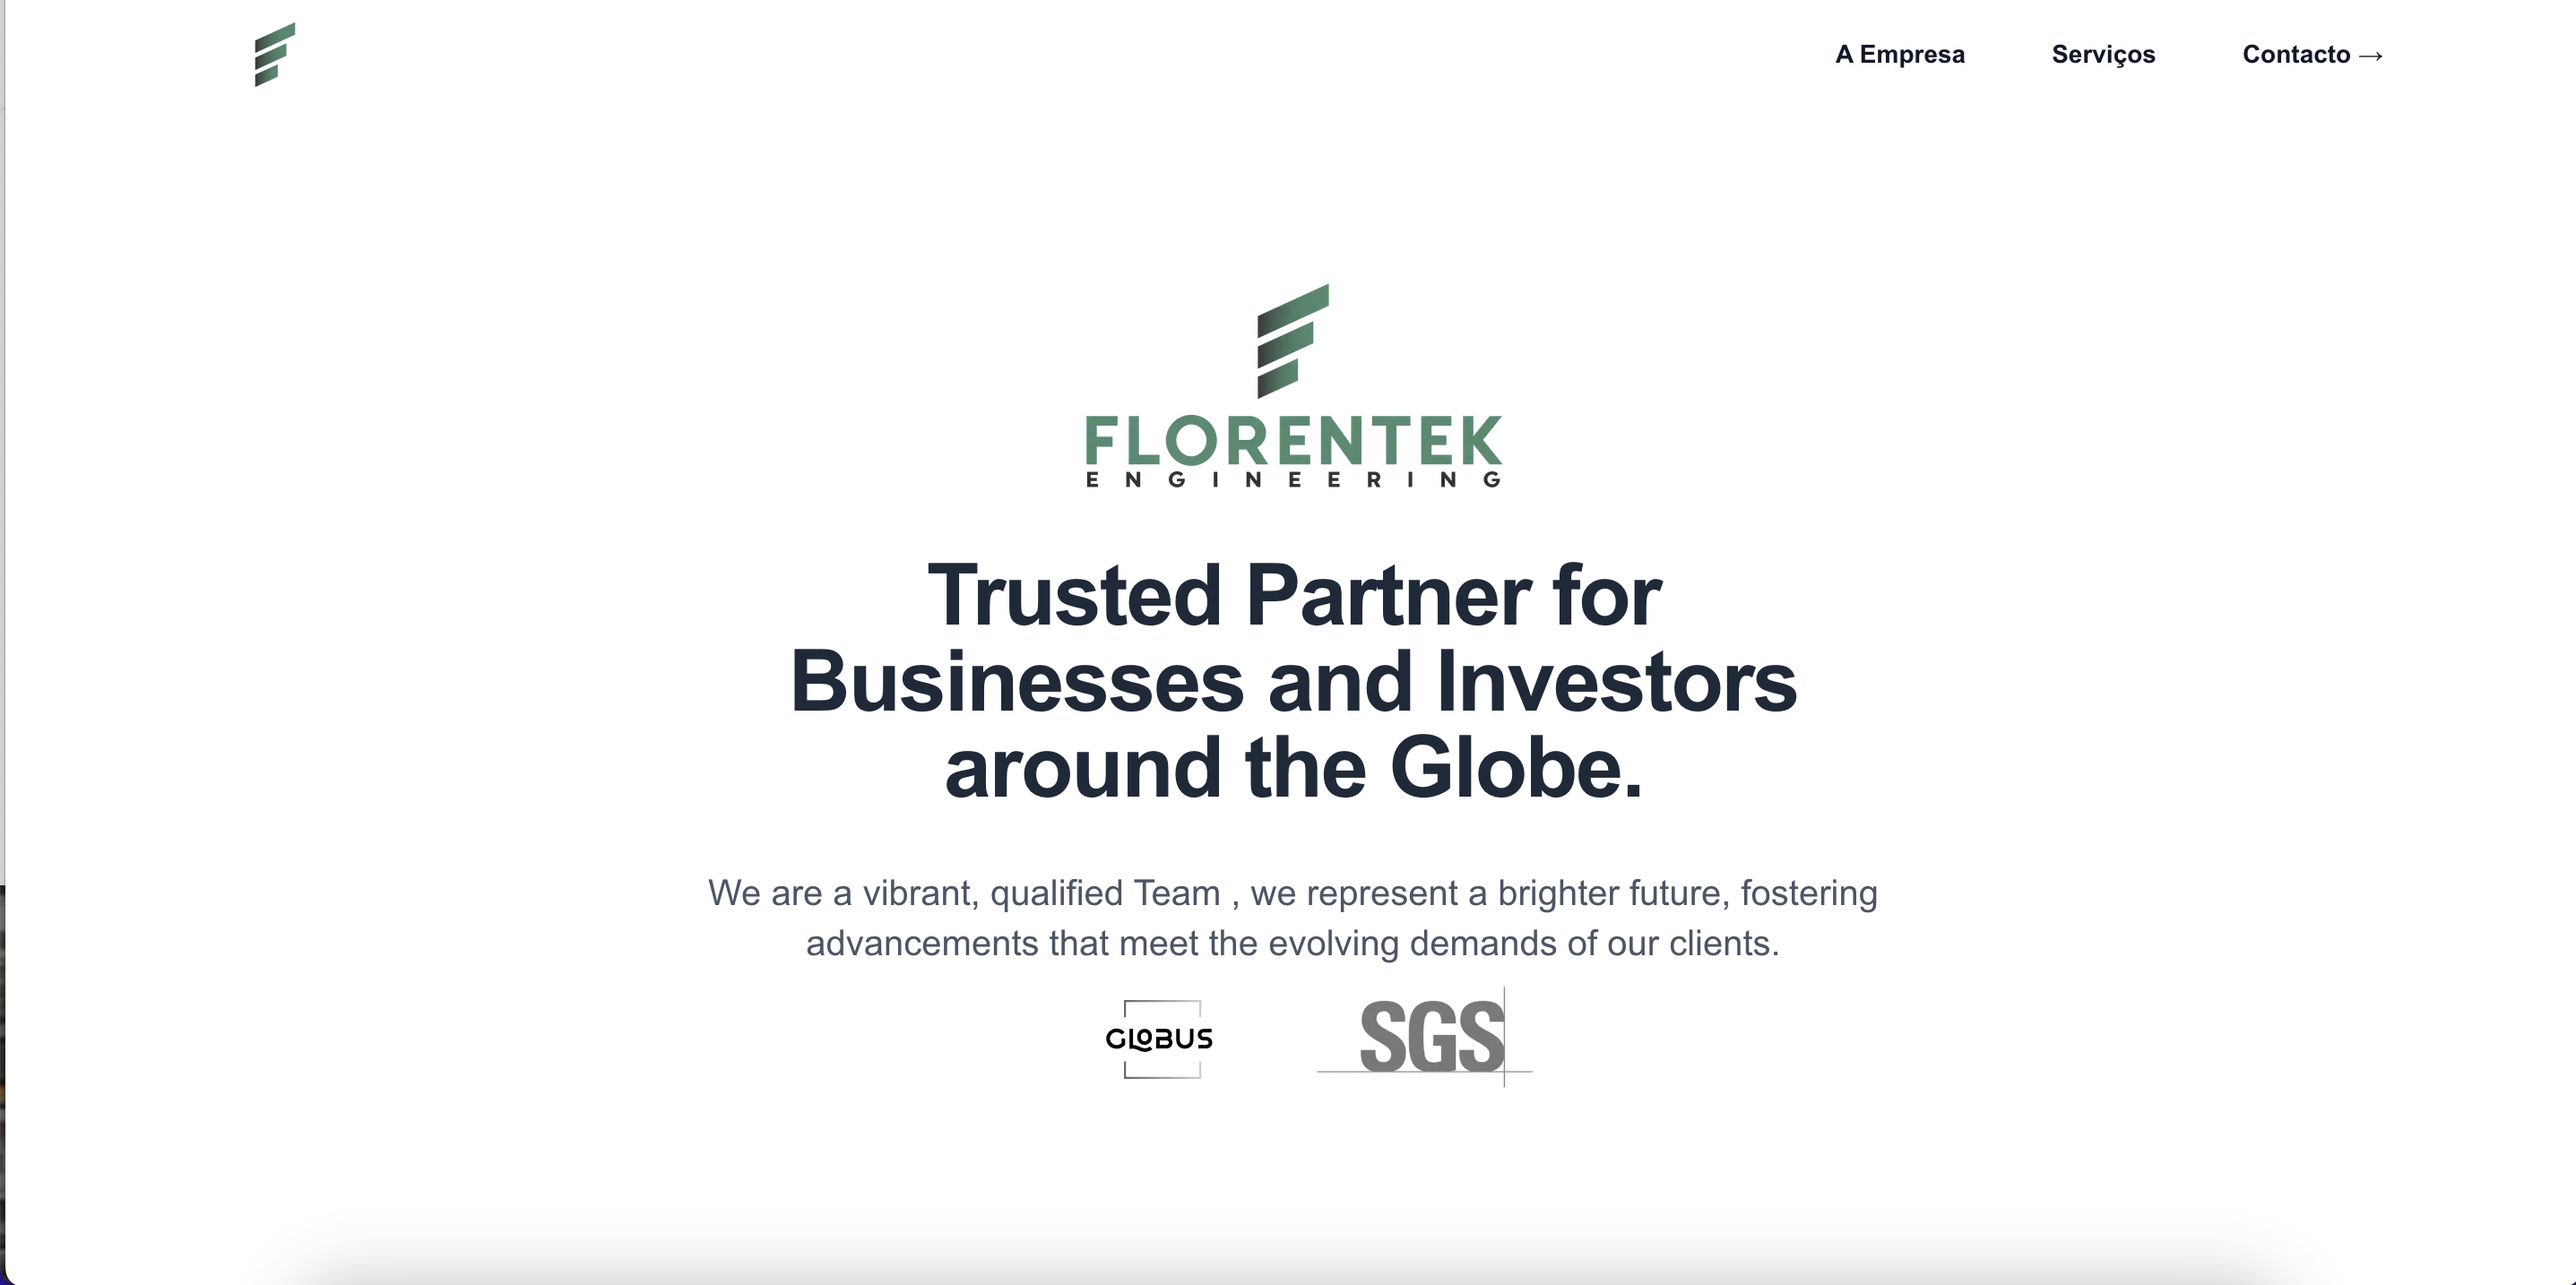 A Empresa
Serviços
Contacto →
FLORENTEK
ENGINEERING
Trusted Partner for
Businesses and Investors
around the Globe.
We are a vibrant, qualified Team , we represent a brighter future, fostering
advancements that meet the evolving demands of our clients.
GLOBUS
SGS